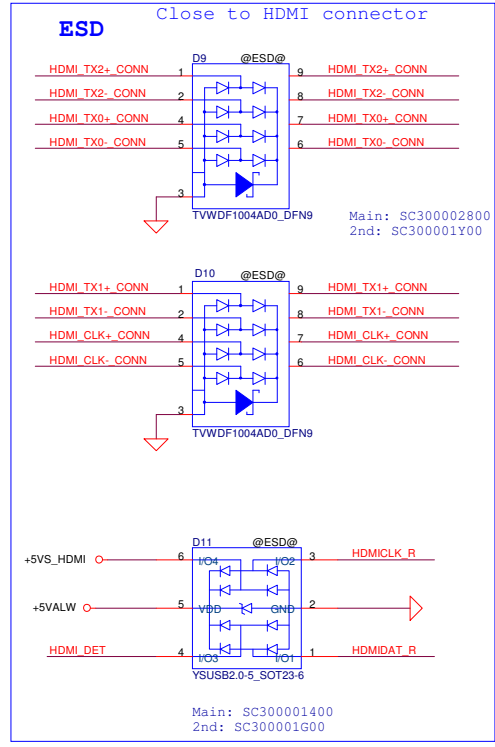 Close to HDMI connector
ESD
D9 @ESD@
HDMI_TX2+_CONN 1 9 HDMI_TX2+_CONN
HDMI_TX2-_CONN 2 8 HDMI_TX2-_CONN
HDMI_TX0+_CONN 4 7 HDMI_TX0+_CONN
HDMI_TX0-_CONN 5 6 HDMI_TX0-_CONN
3
TVWDF1004AD0_DFN9
Main: SC300002800
2nd: SC300001Y00
D10 @ESD@
HDMI_TX1+_CONN 1 9 HDMI_TX1+_CONN
HDMI_TX1-_CONN 2 8 HDMI_TX1-_CONN
HDMI_CLK+_CONN 4 7 HDMI_CLK+_CONN
HDMI_CLK-_CONN 5 6 HDMI_CLK-_CONN
3
TVWDF1004AD0_DFN9
D11 @ESD@
+5VS_HDMI 6 I/O4 I/O2 3 HDMICLK_R
+5VALW 5 VDD GND 2
HDMI_DET 4 I/O3 I/O1 1 HDMIDAT_R
YSUSB2.0-5_SOT23-6
Main: SC300001400
2nd: SC300001G00